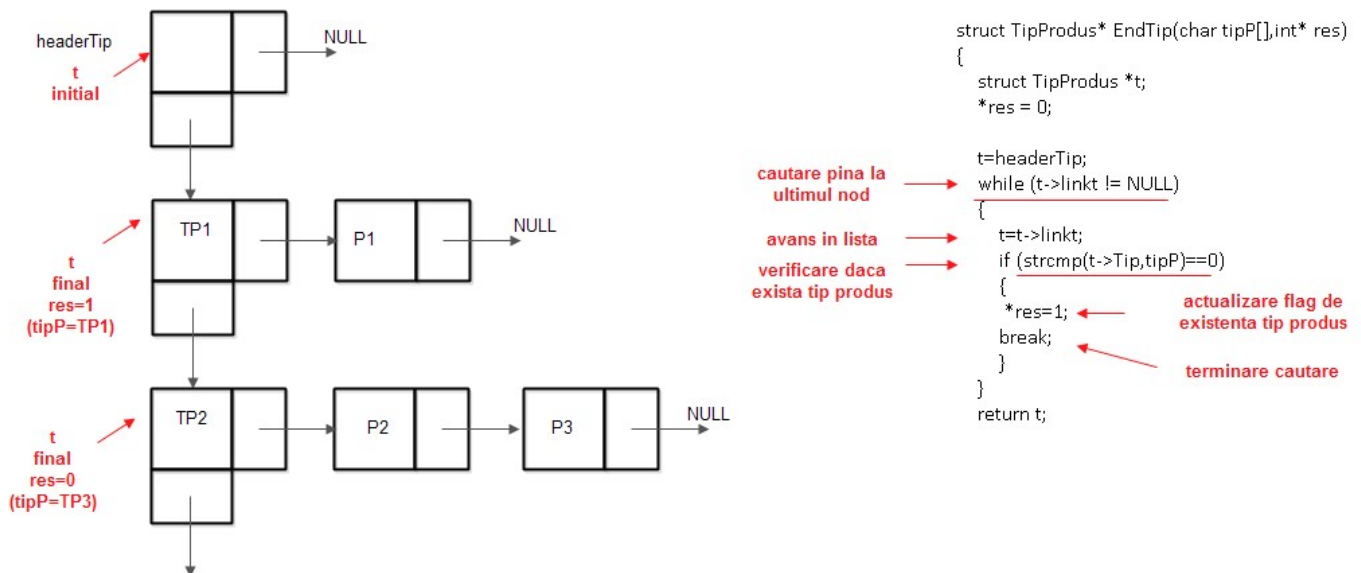 headerTip
NULL
t
initial
TP1
P1
NULL
t
final
res=1
(tipP=TP1)
TP2
P2
P3
NULL
t
final
res=0
(tipP=TP3)
struct TipProdus* EndTip(char tipP[],int* res)
{
struct TipProdus *t;
*res = 0;
t=headerTip;
cautare pina la
ultimul nod
while (t->linkt != NULL)
{
avans in lista
t=t->linkt;
verificare daca
exista tip produs
if (strcmp(t->Tip,tipP)==0)
{
*res=1;
actualizare flag de
existenta tip produs
break;
terminare cautare
}
}
return t;